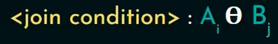 <join condition> : Aᵢ θ Bⱼ